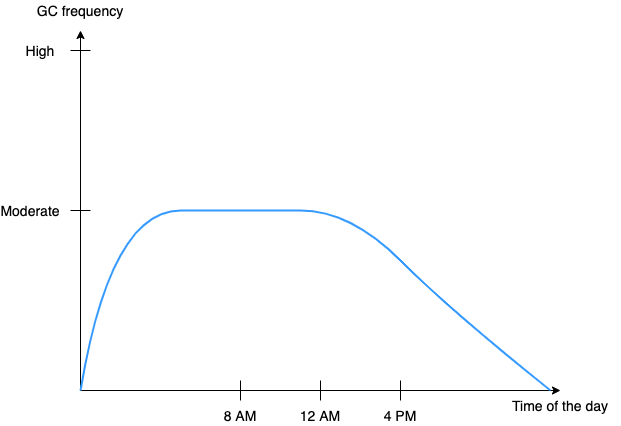 GC frequency
High
Moderate
8 AM
12 AM
4 PM
Time of the day